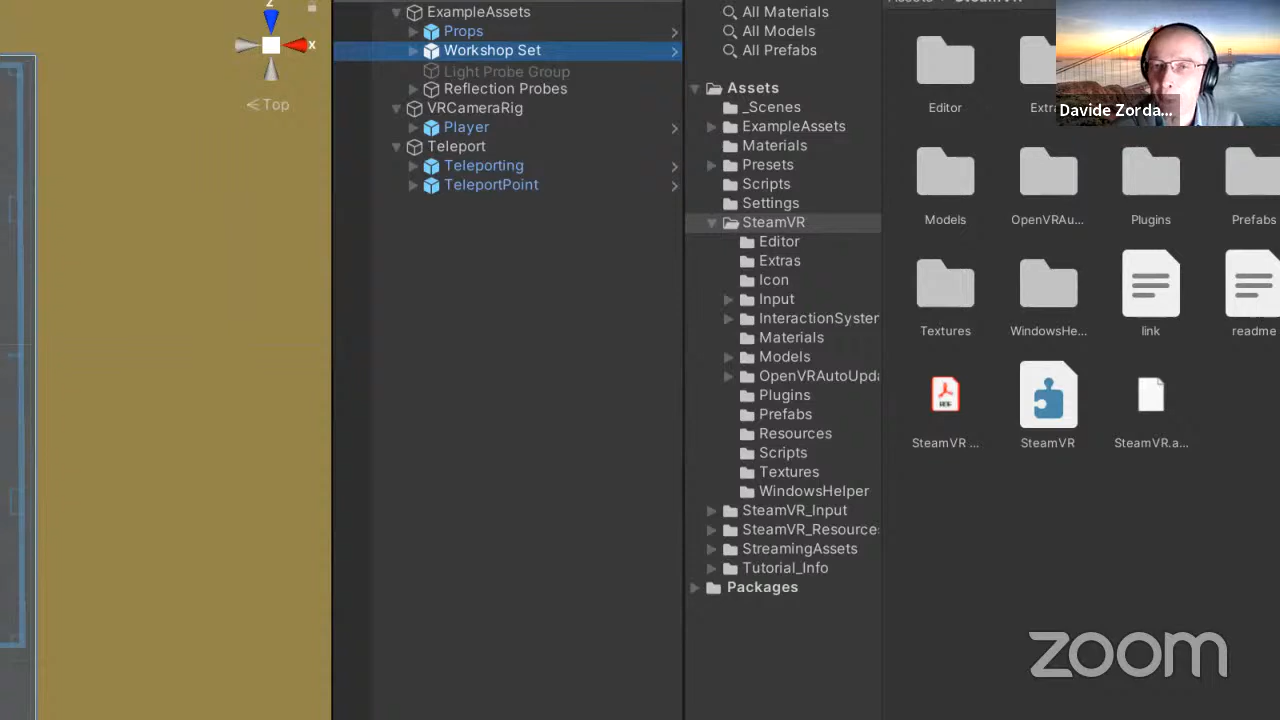 z
x
Top
ExampleAssets
Props
Workshop Set
Light Probe Group
Reflection Probes
VRCameraRig
Player
Teleport
Teleporting
TeleportPoint
All Materials
All Models
All Prefabs
Assets
_Scenes
ExampleAssets
Materials
Presets
Scripts
Settings
SteamVR
Editor
Extras
Icon
Input
InteractionSystem
Materials
Models
OpenVRAutoUpda
Plugins
Prefabs
Resources
Scripts
Textures
WindowsHelper
SteamVR_Input
SteamVR_Resource
StreamingAssets
Tutorial_Info
Packages
Editor
Extr
Davide Zorda...
Models
OpenVRAu...
Plugins
Prefabs
Textures
WindowsHe...
link
readme
SteamVR ...
SteamVR
SteamVR.a...
zoom